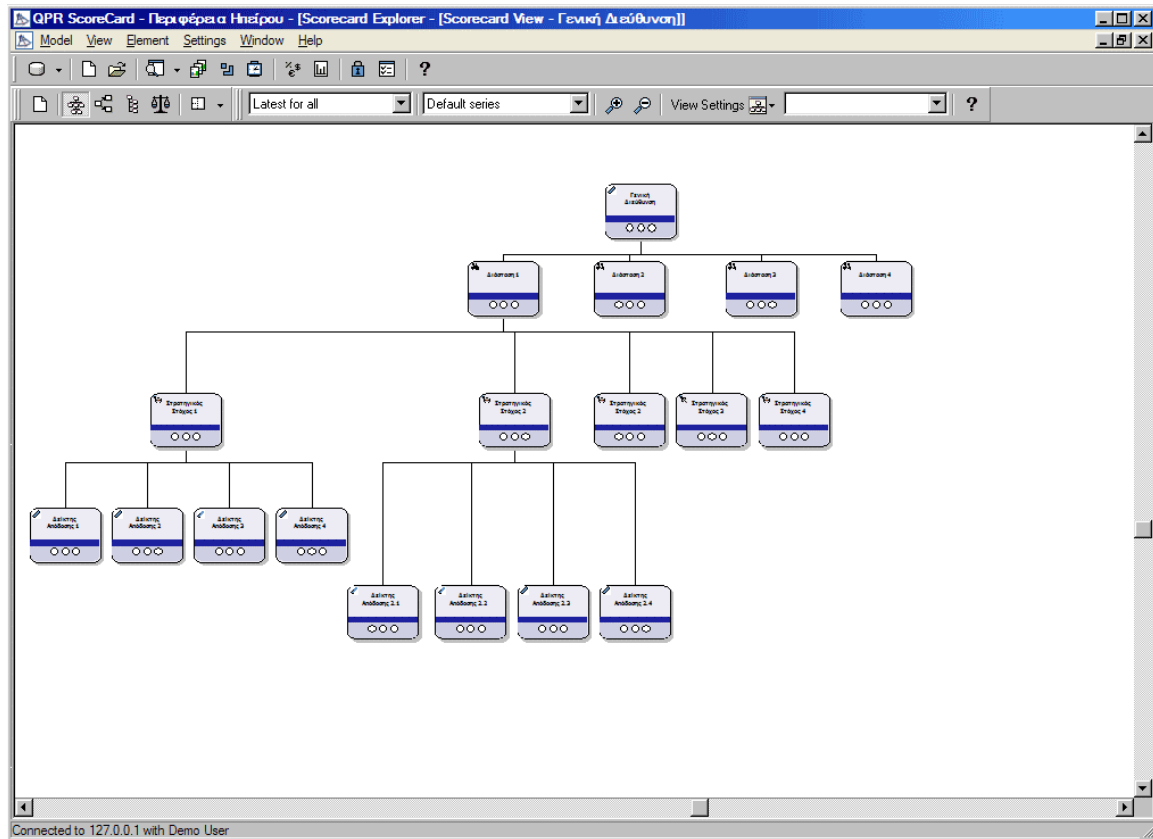 QPR ScoreCard - Περιφέρεια Ηπείρου - [Scorecard Explorer - [Scorecard View - Γενική Διεύθυνση]]
Model View Element Settings Window Help
Latest for all Default series View Settings
Γενική
Διεύθυνση
Διάσταση 1
Διάσταση 2
Διάσταση 3
Διάσταση 4
Στρατηγικός
Στόχος 1
Στρατηγικός
Στόχος 2
Στρατηγικός
Στόχος 2
Στρατηγικός
Στόχος 3
Στρατηγικός
Στόχος 4
Δείκτης
Απόδοσης 1
Δείκτης
Απόδοσης 2
Δείκτης
Απόδοσης 3
Δείκτης
Απόδοσης 4
Δείκτης
Απόδοσης 2.1
Δείκτης
Απόδοσης 2.2
Δείκτης
Απόδοσης 2.3
Δείκτης
Απόδοσης 2.4
Connected to 127.0.0.1 with Demo User